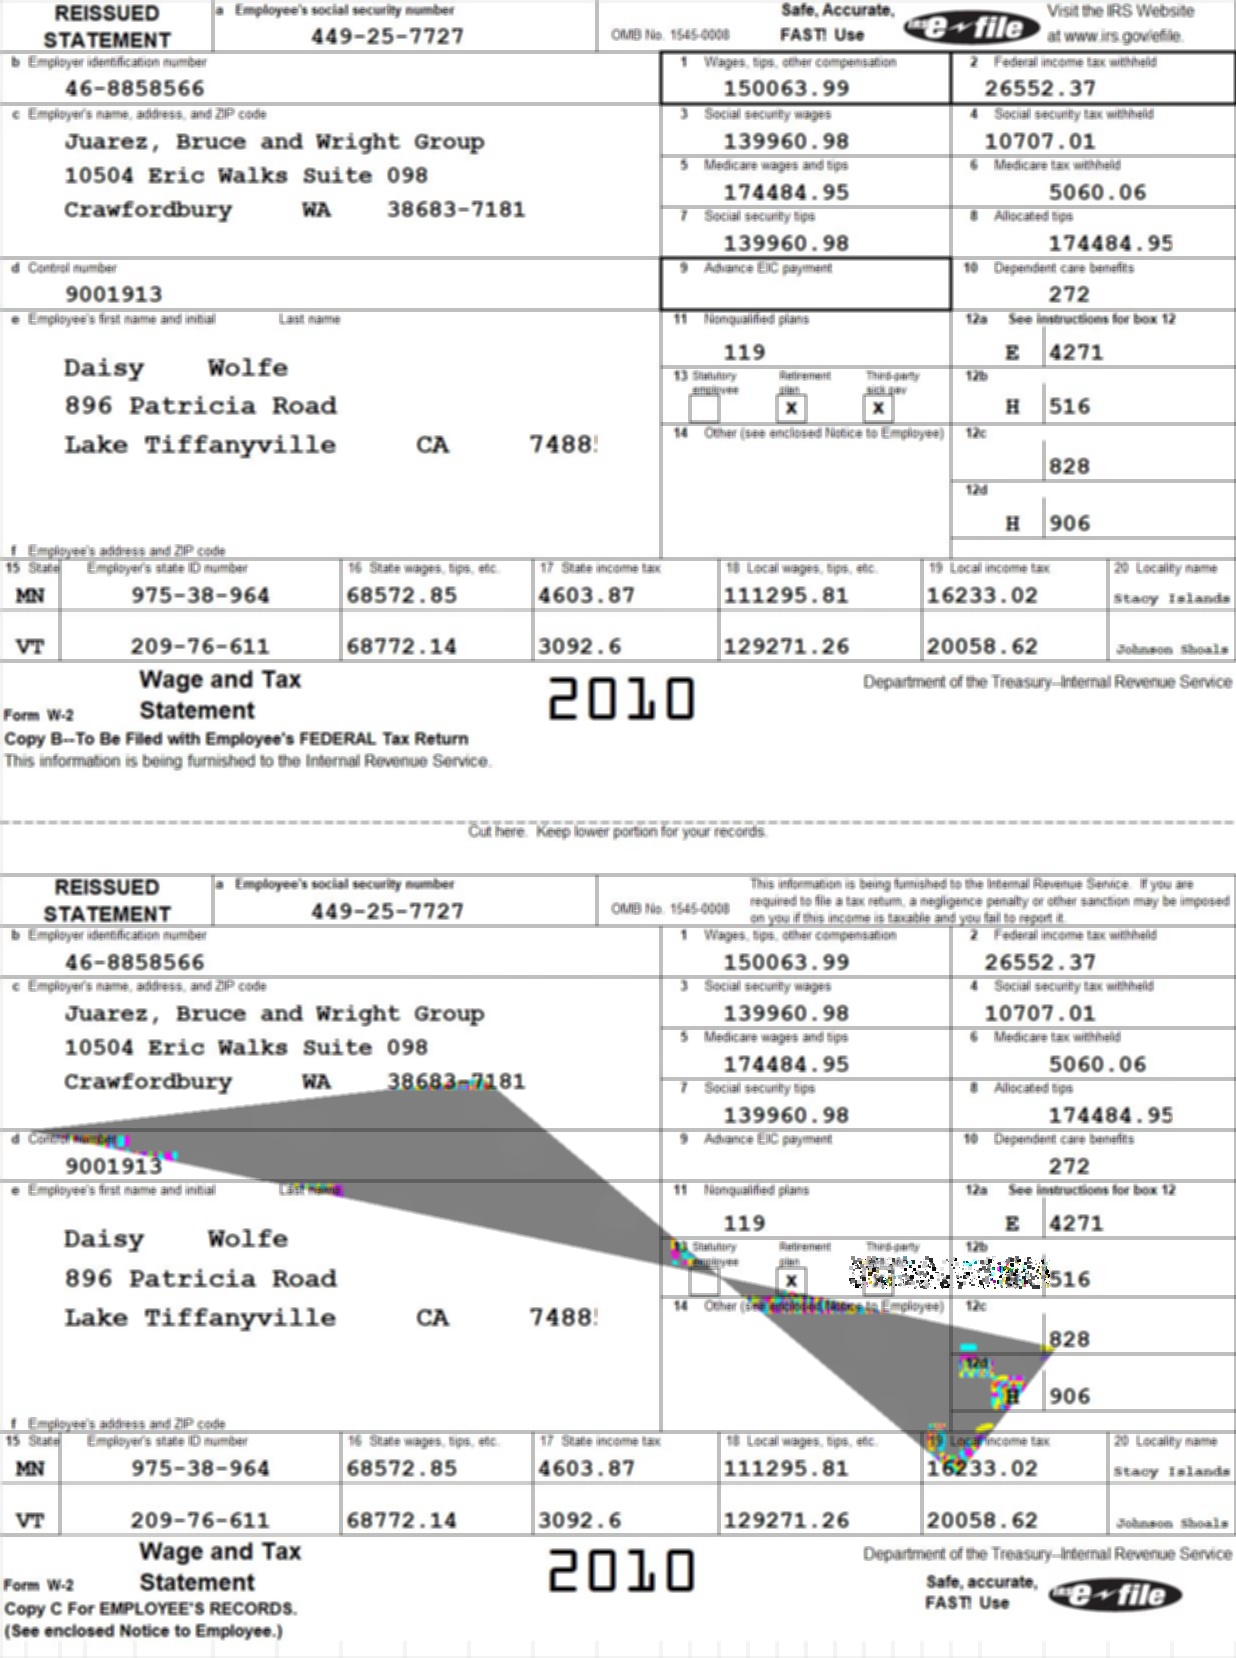 REISSUED STATEMENT a Employee's social security number 449-25-7727 OMB No. 1545-0008 Safe, Accurate, FAST! Use IRS e-file Visit the IRS Website at www.irs.gov/efile.
b Employer identification number 46-8858566
1 Wages, tips, other compensation 150063.99
2 Federal income tax withheld 26552.37
c Employer's name, address, and ZIP code
Juarez, Bruce and Wright Group
10504 Eric Walks Suite 098
Crawfordbury WA 38683-7181
3 Social security wages 139960.98
4 Social security tax withheld 10707.01
5 Medicare wages and tips 174484.95
6 Medicare tax withheld 5060.06
7 Social security tips 139960.98
8 Allocated tips 174484.95
d Control number 9001913
9 Advance EIC payment
10 Dependent care benefits 272
e Employee's first name and initial Last name
Daisy Wolfe
896 Patricia Road
Lake Tiffanyville CA 7488
11 Nonqualified plans 119
12a See instructions for box 12 E 4271
13 Statutory employee Retirement plan X Third-party sick pay X
12b H 516
14 Other (see enclosed Notice to Employee)
12c 828
12d H 906
f Employee's address and ZIP code
15 State Employer's state ID number 16 State wages, tips, etc. 17 State income tax 18 Local wages, tips, etc. 19 Local income tax 20 Locality name
MN 975-38-964 68572.85 4603.87 111295.81 16233.02 Stacy Islands
VT 209-76-611 68772.14 3092.6 129271.26 20058.62 Johnson Shoals
Form W-2 Wage and Tax Statement 2010 Department of the Treasury--Internal Revenue Service
Copy B--To Be Filed with Employee's FEDERAL Tax Return
This information is being furnished to the Internal Revenue Service.
Cut here. Keep lower portion for your records.
REISSUED STATEMENT a Employee's social security number 449-25-7727 OMB No. 1545-0008
This information is being furnished to the Internal Revenue Service. If you are
required to file a tax return, a negligence penalty or other sanction may be imposed
on you if this income is taxable and you fail to report it.
b Employer identification number 46-8858566
1 Wages, tips, other compensation 150063.99
2 Federal income tax withheld 26552.37
c Employer's name, address, and ZIP code
Juarez, Bruce and Wright Group
10504 Eric Walks Suite 098
Crawfordbury WA 38683-7181
3 Social security wages 139960.98
4 Social security tax withheld 10707.01
5 Medicare wages and tips 174484.95
6 Medicare tax withheld 5060.06
7 Social security tips 139960.98
8 Allocated tips 174484.95
d Control number 9001913
9 Advance EIC payment
10 Dependent care benefits 272
e Employee's first name and initial Last name
Daisy Wolfe
896 Patricia Road
Lake Tiffanyville CA 7488
11 Nonqualified plans 119
12a See instructions for box 12 E 4271
13 Statutory employee Retirement plan X Third-party
12b 516
14 Other (see enclosed Notice to Employee)
12c 828
12d H 906
f Employee's address and ZIP code
15 State Employer's state ID number 16 State wages, tips, etc. 17 State income tax 18 Local wages, tips, etc. 19 Local income tax 20 Locality name
MN 975-38-964 68572.85 4603.87 111295.81 16233.02 Stacy Islands
VT 209-76-611 68772.14 3092.6 129271.26 20058.62 Johnson Shoals
Form W-2 Wage and Tax Statement 2010 Department of the Treasury--Internal Revenue Service
Copy C For EMPLOYEE'S RECORDS.
(See enclosed Notice to Employee.)
Safe, accurate, FAST! Use IRS e-file